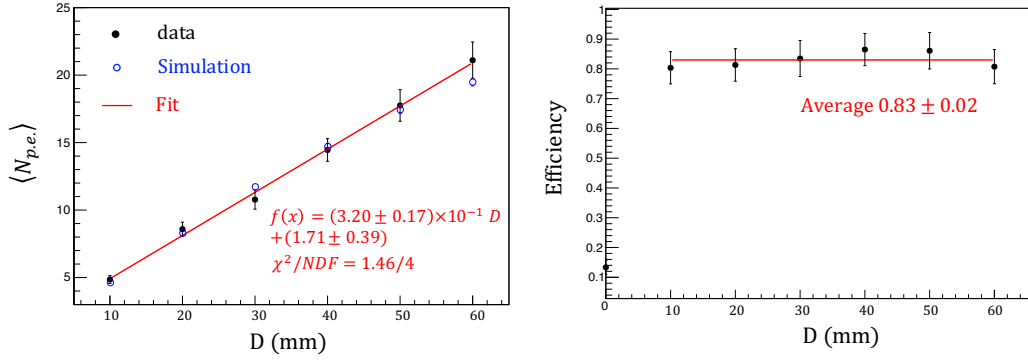 25
20
15
10
5
⟨N_{p.e.}⟩
data
Simulation
Fit
f(x) = (3.20 ± 0.17)×10⁻¹ D
+(1.71 ± 0.39)
χ²/NDF = 1.46/4
10 20 30 40 50 60
D (mm)
1
0.9
0.8
0.7
0.6
0.5
0.4
0.3
0.2
0.1
Efficiency
Average 0.83 ± 0.02
0 10 20 30 40 50 60
D (mm)